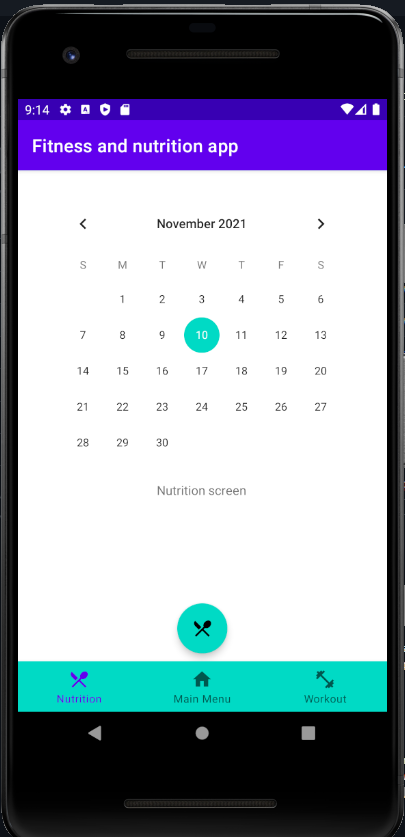 9:14
Fitness and nutrition app
November 2021
S M T W T F S
1 2 3 4 5 6
7 8 9 10 11 12 13
14 15 16 17 18 19 20
21 22 23 24 25 26 27
28 29 30
Nutrition screen
Nutrition Main Menu Workout